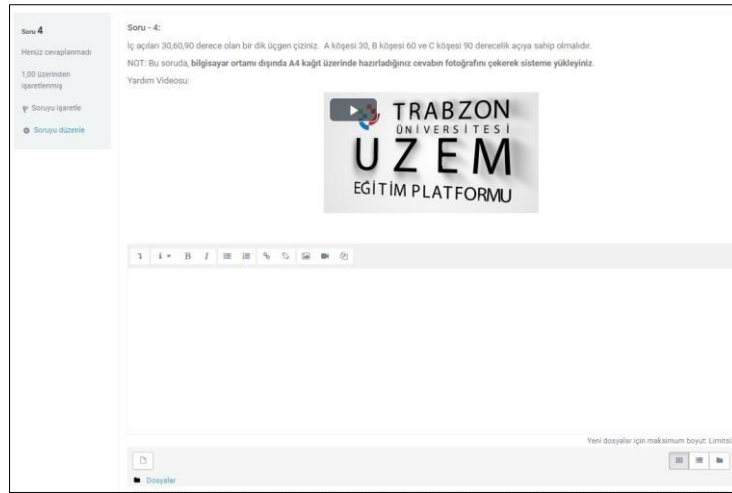 Soru 4
Henüz cevaplanmadı
1,00 üzerinden
işaretlenmiş
Soruyu işaretle
Soruyu düzenle
Soru - 4:
İç açıları 30,60,90 derece olan bir dik üçgen çiziniz. A köşesi 30, B köşesi 60 ve C köşesi 90 derecelik açıya sahip olmalıdır.
NOT: Bu soruda, bilgisayar ortamı dışında A4 kağıt üzerinde hazırladığınız cevabın fotoğrafını çekerek sisteme yükleyiniz.
Yardım Videosu:
TRABZON
ÜNİVERSİTESİ
UZEM
EĞİTİM PLATFORMU
B I
Yeni dosyalar için maksimum boyut: Limitsiz
Dosyalar